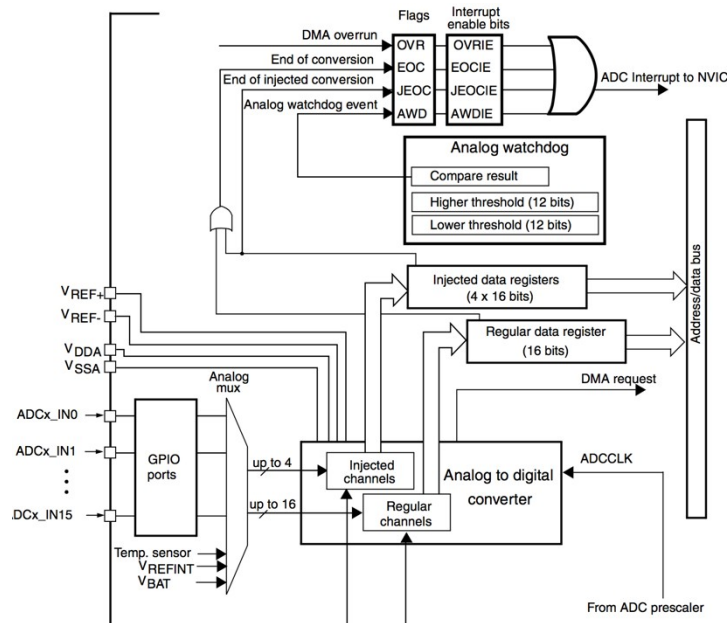 Flags
Interrupt
enable bits
DMA overrun
OVR
OVRIE
End of conversion
EOC
EOCIE
ADC Interrupt to NVIC
End of injected conversion
JEOC
JEOCIE
Analog watchdog event
AWD
AWDIE
Analog watchdog
Compare result
Higher threshold (12 bits)
Lower threshold (12 bits)
Address/data bus
Injected data registers
(4 x 16 bits)
VREF+
VREF-
Regular data register
(16 bits)
VDDA
VSSA
Analog
mux
DMA request
ADCx_IN0
ADCx_IN1
GPIO
ports
up to 4
Injected
channels
Analog to digital
converter
ADCCLK
up to 16
Regular
channels
DCx_IN15
Temp. sensor
VREFINT
VBAT
From ADC prescaler